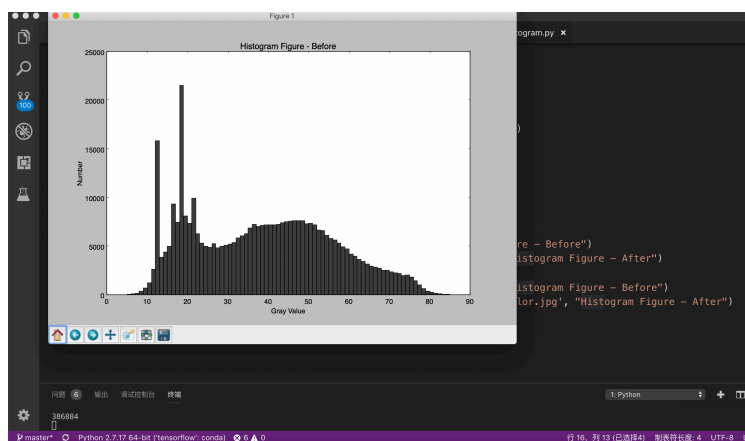 Figure 1
togram.py ×
Histogram Figure - Before
25000
20000
15000
10000
5000
0
Number
0 10 20 30 40 50 60 70 80 90
Gray Value
100
)
re - Before")
istogram Figure - After")
istogram Figure - Before")
lor.jpg', "Histogram Figure - After")
问题 6 输出 调试控制台 终端
1: Python
386884
master* Python 2.7.17 64-bit ('tensorflow': conda) 6 0
行 16，列 13 (已选择4) 制表符长度: 4 UTF-8